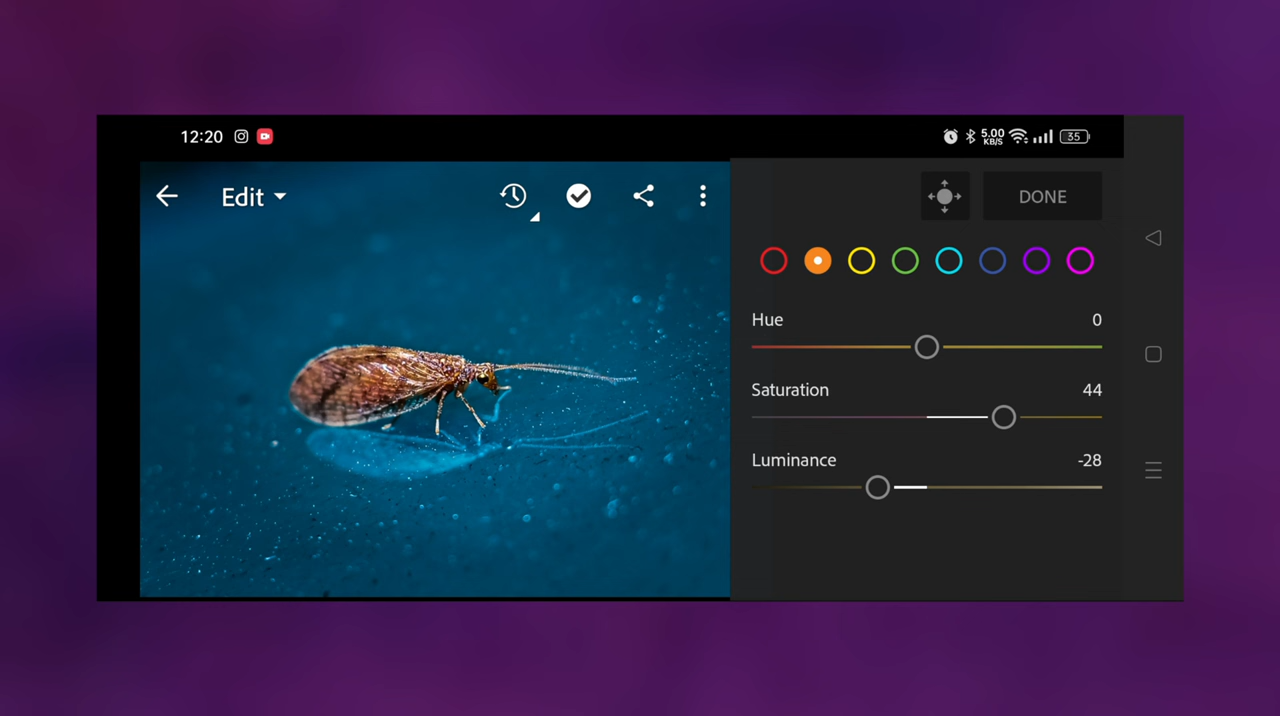 12:20
5.00
KB/S
35
Edit
DONE
Hue 0
Saturation 44
Luminance -28